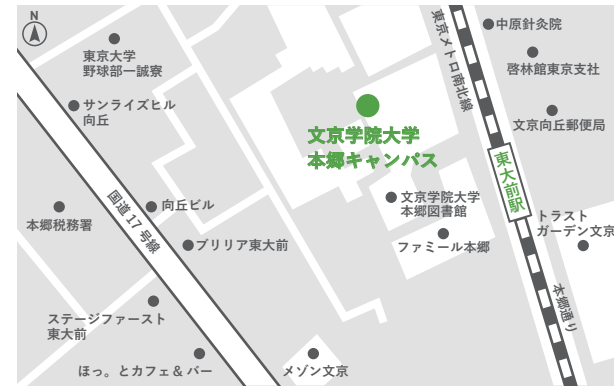 N
東京大学
野球部一誠寮
サンライズヒル
向丘
本郷税務署
向丘ビル
国道17号線
ブリリア東大前
ステージファースト
東大前
ほっ。とカフェ&バー
メゾン文京
文京学院大学
本郷キャンパス
文京学院大学
本郷図書館
ファミール本郷
東京メトロ南北線
中原針灸院
啓林館東京支社
文京向丘郵便局
東大前駅
トラスト
ガーデン文京
本郷通り